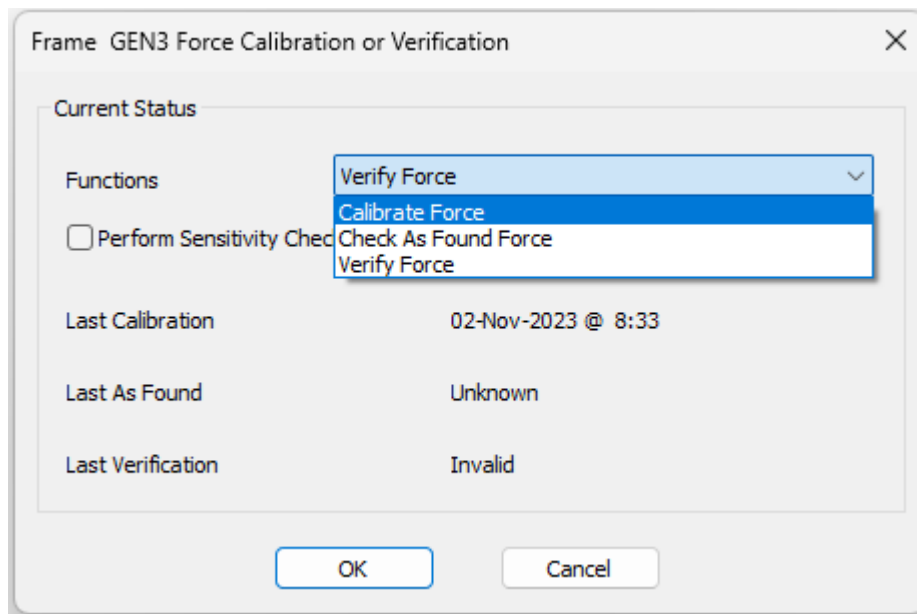 Frame GEN3 Force Calibration or Verification
Current Status
Functions
Verify Force
Calibrate Force
Perform Sensitivity Chec
Check As Found Force
Verify Force
Last Calibration 02-Nov-2023 @ 8:33
Last As Found Unknown
Last Verification Invalid
OK Cancel